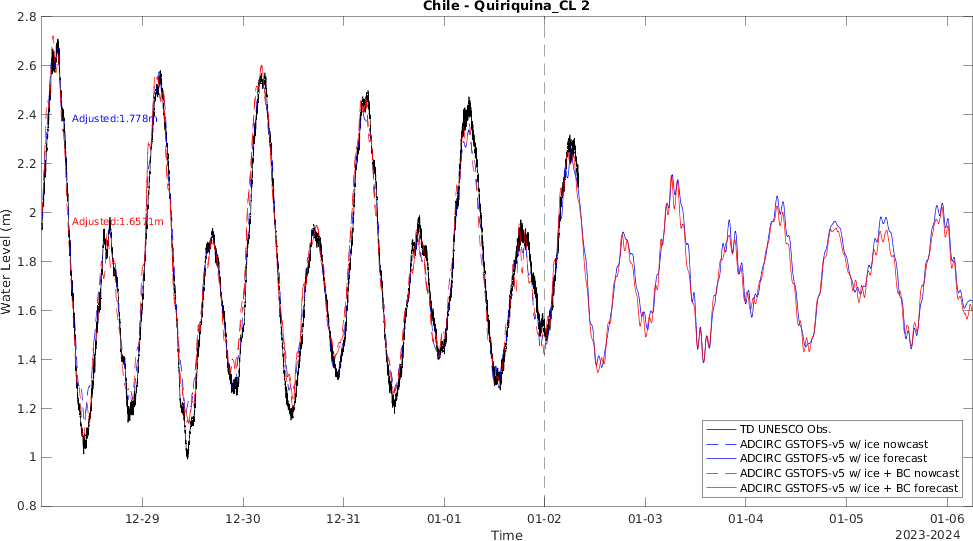 Chile - Quiriquina_CL 2
2.8
2.6
2.4
2.2
2
1.8
1.6
1.4
1.2
1
0.8
Water Level (m)
Adjusted:1.778m
Adjusted:1.6571m
TD UNESCO Obs.
ADCIRC GSTOFS-v5 w/ ice nowcast
ADCIRC GSTOFS-v5 w/ ice forecast
ADCIRC GSTOFS-v5 w/ ice + BC nowcast
ADCIRC GSTOFS-v5 w/ ice + BC forecast
12-29 12-30 12-31 01-01 01-02 01-03 01-04 01-05 01-06
Time
2023-2024